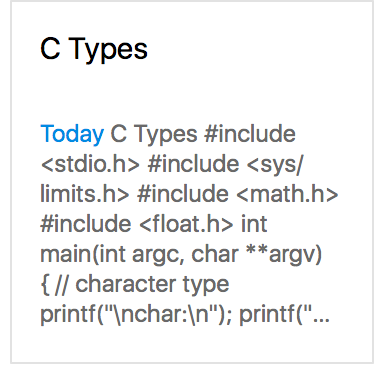 C Types
Today C Types #include
<stdio.h> #include <sys/
limits.h> #include <math.h>
#include <float.h> int
main(int argc, char **argv)
{ // character type
printf("\nchar:\n"); printf("...